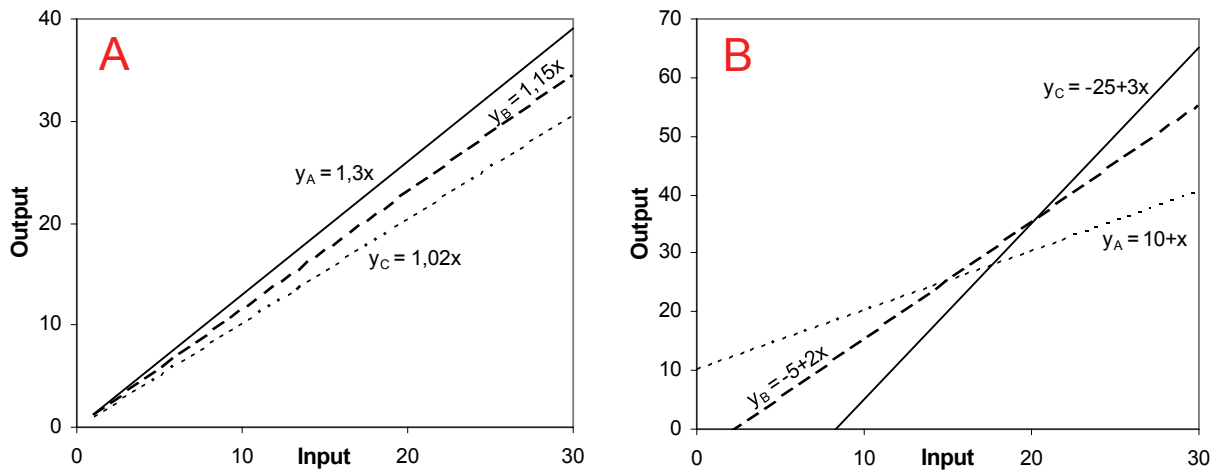 A
40
30
20
10
0
Output
y_A = 1,3x
y_B = 1,15x
y_C = 1,02x
0 10 20 30
Input
B
70
60
50
40
30
20
10
0
Output
y_C = -25+3x
y_A = 10+x
y_B = -5+2x
0 10 20 30
Input